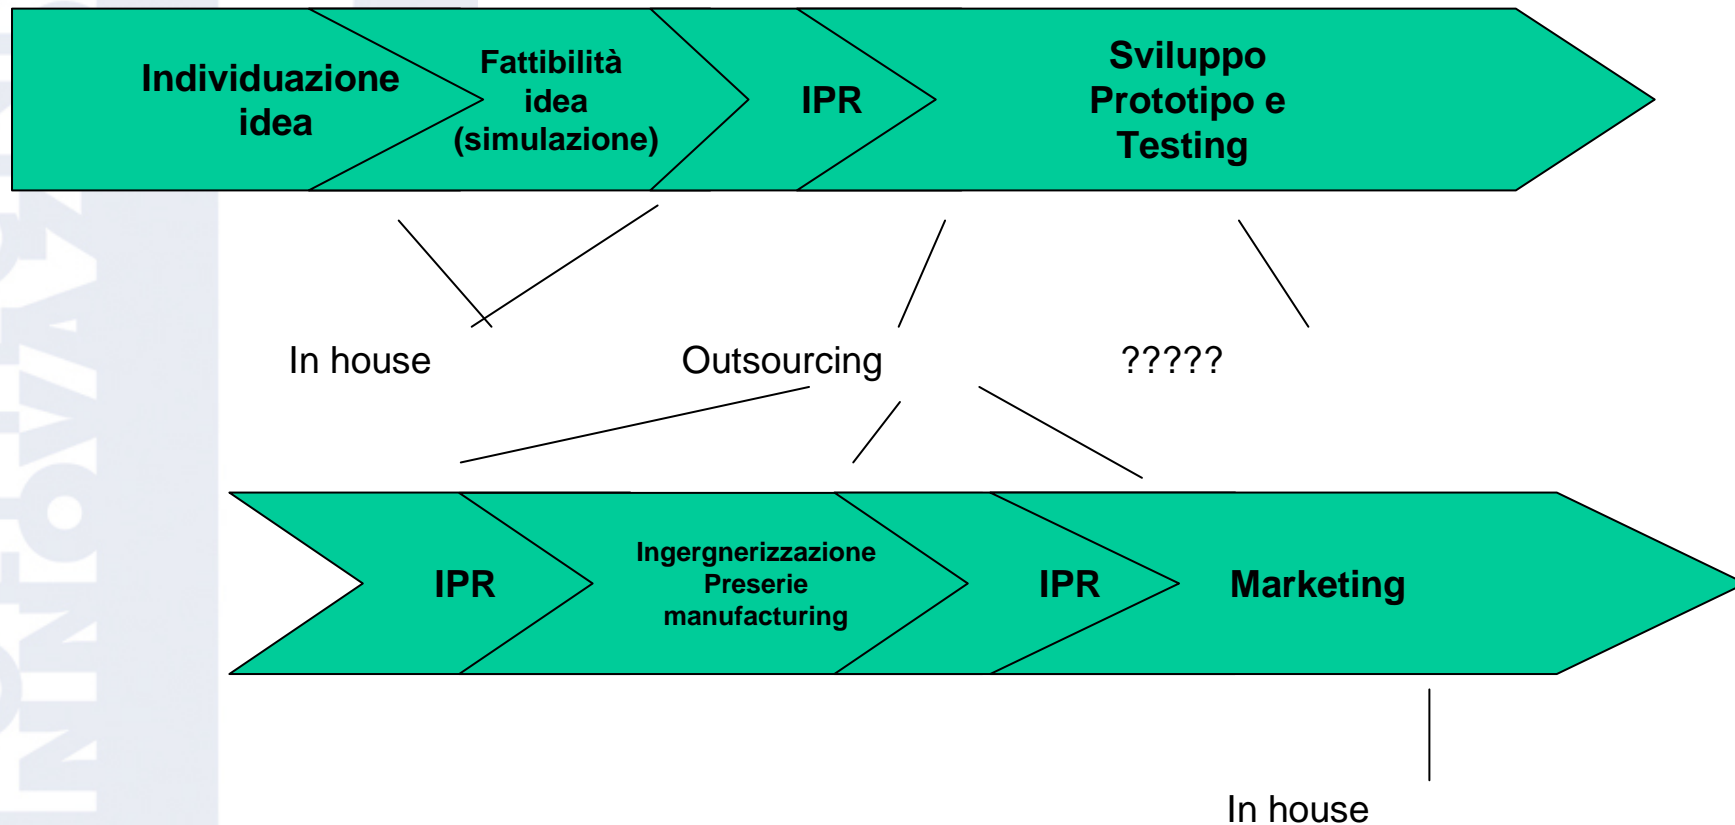 Individuazione
idea
Fattibilità
idea
(simulazione)
IPR
Sviluppo
Prototipo e
Testing
In house
Outsourcing
?????
IPR
Ingergnerizzazione
Preserie
manufacturing
IPR
Marketing
In house